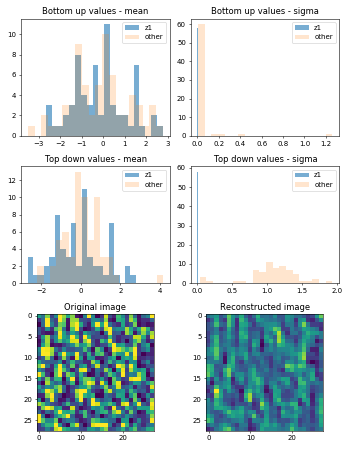 Bottom up values - mean
Bottom up values - sigma
z1
other
z1
other
10
8
6
4
2
0
−3 −2 −1 0 1 2 3
60
50
40
30
20
10
0
0.0 0.2 0.4 0.6 0.8 1.0 1.2
Top down values - mean
Top down values - sigma
z1
other
z1
other
12
10
8
6
4
2
0
−2 0 2 4
60
50
40
30
20
10
0
0.0 0.5 1.0 1.5 2.0
Original image
Reconstructed image
0
5
10
15
20
25
0 10 20
0
5
10
15
20
25
0 10 20